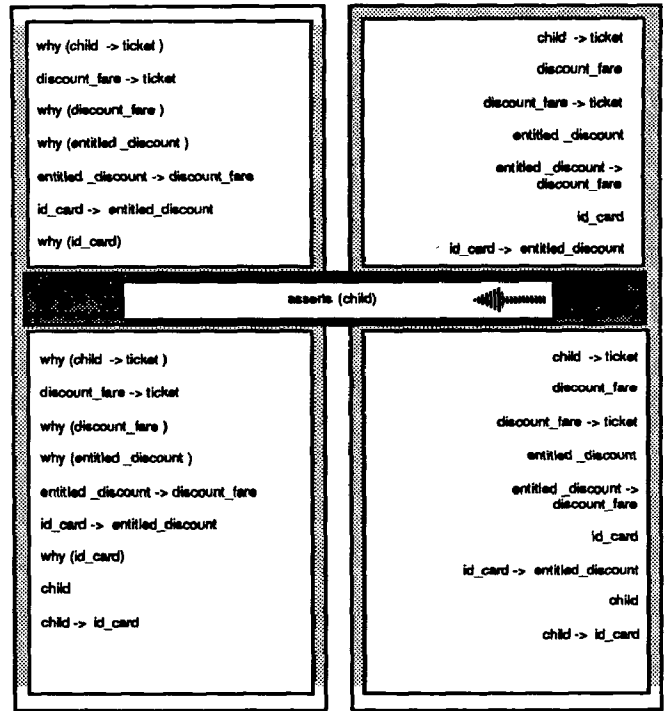 why (child -> ticket )
discount_fare -> ticket
why (discount_fare )
why (entitled _discount )
entitled _discount -> discount_fare
id_card -> entitled_discount
why (id_card)
child -> ticket
discount_fare
discount_fare -> ticket
entitled _discount
entitled _discount ->
discount_fare
id_card
id_card -> entitled_discount
asserts (child)
why (child -> ticket )
discount_fare -> ticket
why (discount_fare )
why (entitled _discount )
entitled _discount -> discount_fare
id_card -> entitled_discount
why (id_card)
child
child -> id_card
child -> ticket
discount_fare
discount_fare -> ticket
entitled _discount
entitled _discount ->
discount_fare
id_card
id_card -> entitled_discount
child
child -> id_card